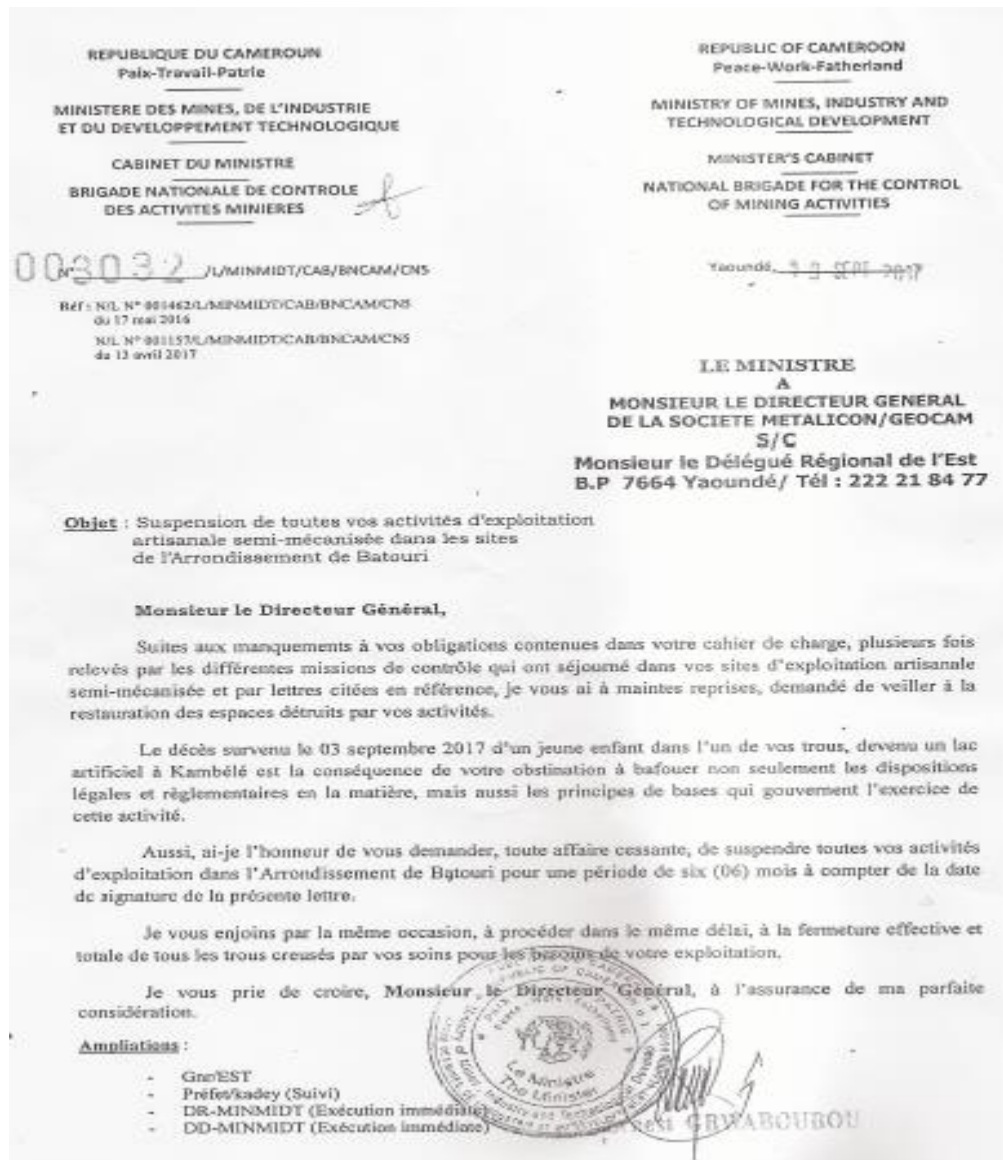 REPUBLIQUE DU CAMEROUN
Paix-Travail-Patrie
MINISTERE DES MINES, DE L'INDUSTRIE
ET DU DEVELOPPEMENT TECHNOLOGIQUE
CABINET DU MINISTRE
BRIGADE NATIONALE DE CONTROLE
DES ACTIVITES MINIERES
REPUBLIC OF CAMEROON
Peace-Work-Fatherland
MINISTRY OF MINES, INDUSTRY AND
TECHNOLOGICAL DEVELOPMENT
MINISTER'S CABINET
NATIONAL BRIGADE FOR THE CONTROL
OF MINING ACTIVITIES
N° 003032 /L/MINMIDT/CAB/BNCAM/CNS
Yaoundé, SEPT 2017
Réf : N/L N° 001462/L/MINMIDT/CAB/BNCAM/CNS
du 17 mai 2016
N/L N° 001157/L/MINMIDT/CAB/BNCAM/CNS
du 13 avril 2017
LE MINISTRE
A
MONSIEUR LE DIRECTEUR GENERAL
DE LA SOCIETE METALICON/GEOCAM
S/C
Monsieur le Délégué Régional de l'Est
B.P 7664 Yaoundé/ Tél : 222 21 84 77
Objet : Suspension de toutes vos activités d'exploitation
artisanale semi-mécanisée dans les sites
de l'Arrondissement de Batouri
Monsieur le Directeur Général,
Suites aux manquements à vos obligations contenues dans votre cahier de charge, plusieurs fois
relevés par les différentes missions de contrôle qui ont séjourné dans vos sites d'exploitation artisanale
semi-mécanisée et par lettres citées en référence, je vous ai à maintes reprises, demandé de veiller à la
restauration des espaces détruits par vos activités.
Le décès survenu le 03 septembre 2017 d'un jeune enfant dans l'un de vos trous, devenu un lac
artificiel à Kambélé est la conséquence de votre obstination à bafouer non seulement les dispositions
légales et règlementaires en la matière, mais aussi les principes de bases qui gouvernent l'exercice de
cette activité.
Aussi, ai-je l'honneur de vous demander, toute affaire cessante, de suspendre toutes vos activités
d'exploitation dans l'Arrondissement de Batouri pour une période de six (06) mois à compter de la date
de signature de la présente lettre.
Je vous enjoins par la même occasion, à procéder dans le même délai, à la fermeture effective et
totale de tous les trous creusés par vos soins pour les besoins de votre exploitation.
Je vous prie de croire, Monsieur le Directeur Général, à l'assurance de ma parfaite
considération.
Ampliations :
- Gnr/EST
- Préfet/kadey (Suivi)
- DR-MINMIDT (Exécution immédiate)
- DD-MINMIDT (Exécution immédiate)
Le Ministre
The Minister
GBWABOUBOU